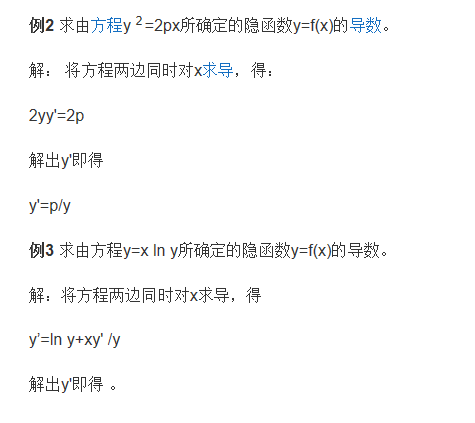 例2 求由方程y ²=2px所确定的隐函数y=f(x)的导数。
解： 将方程两边同时对x求导，得：
2yy'=2p
解出y'即得
y'=p/y
例3 求由方程y=x ln y所确定的隐函数y=f(x)的导数。
解：将方程两边同时对x求导，得
y’=ln y+xy' /y
解出y'即得 。